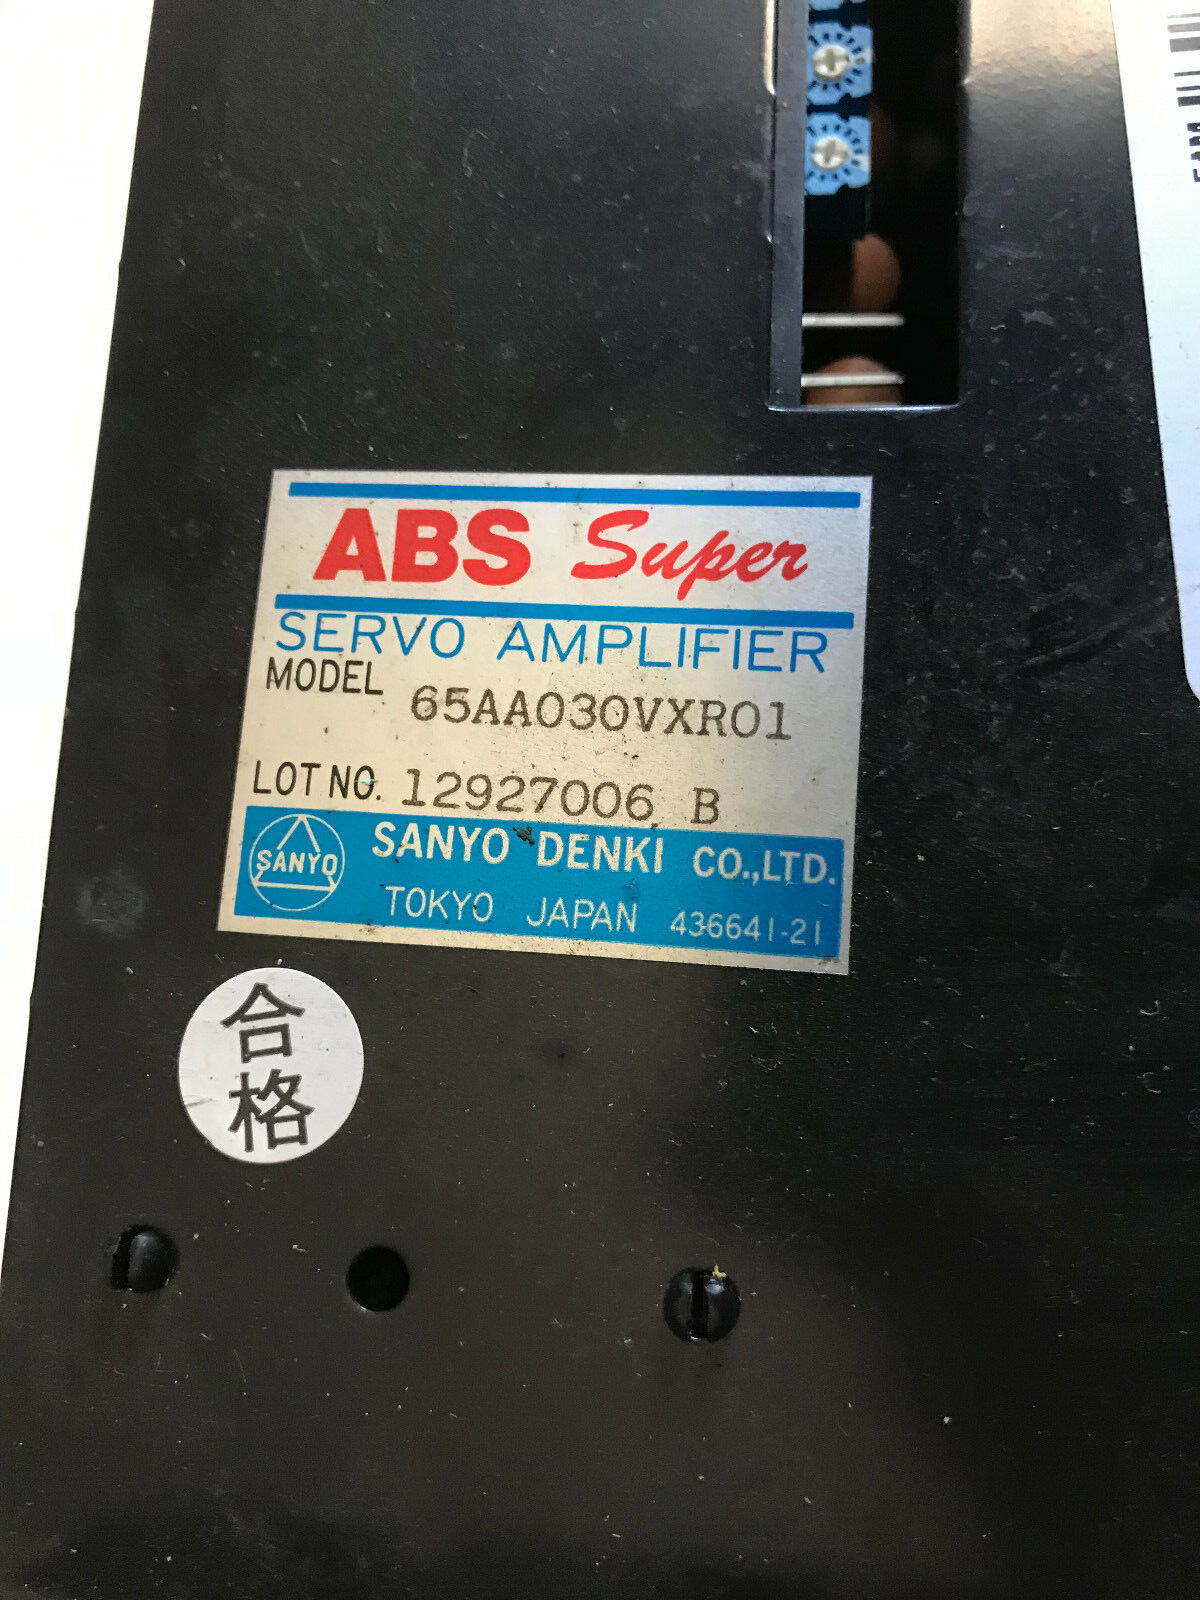 ABS Super
SERVO AMPLIFIER
MODEL 65AA030VXR01
LOT NO. 12927006 B
SANYO
SANYO DENKI CO.,LTD.
TOKYO JAPAN 436641-21
合
格